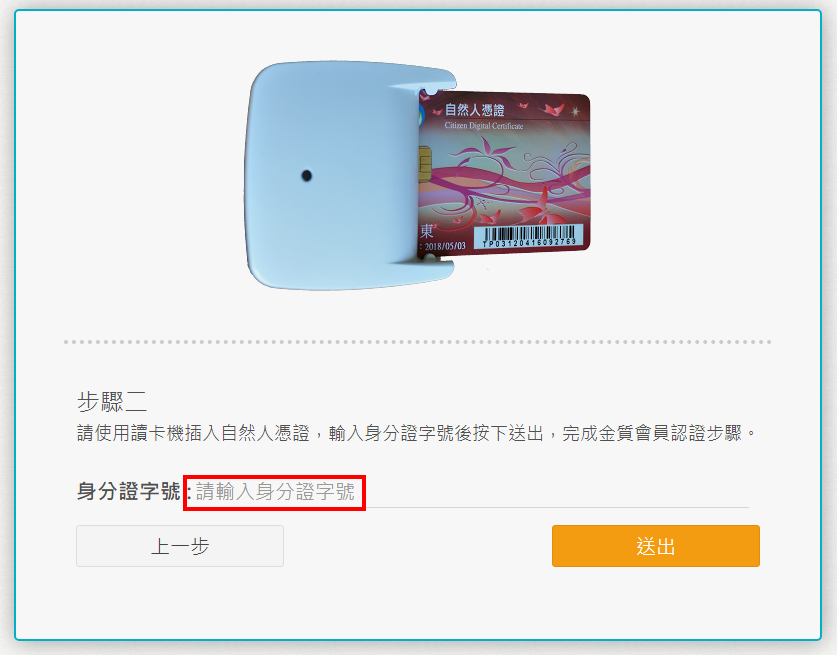 自然人憑證
Citizen Digital Certificate
東
: 2018/05/03
TP03120416092769
步驟二
請使用讀卡機插入自然人憑證，輸入身分證字號後按下送出，完成金質會員認證步驟。
身分證字號 : 請輸入身分證字號
上一步
送出